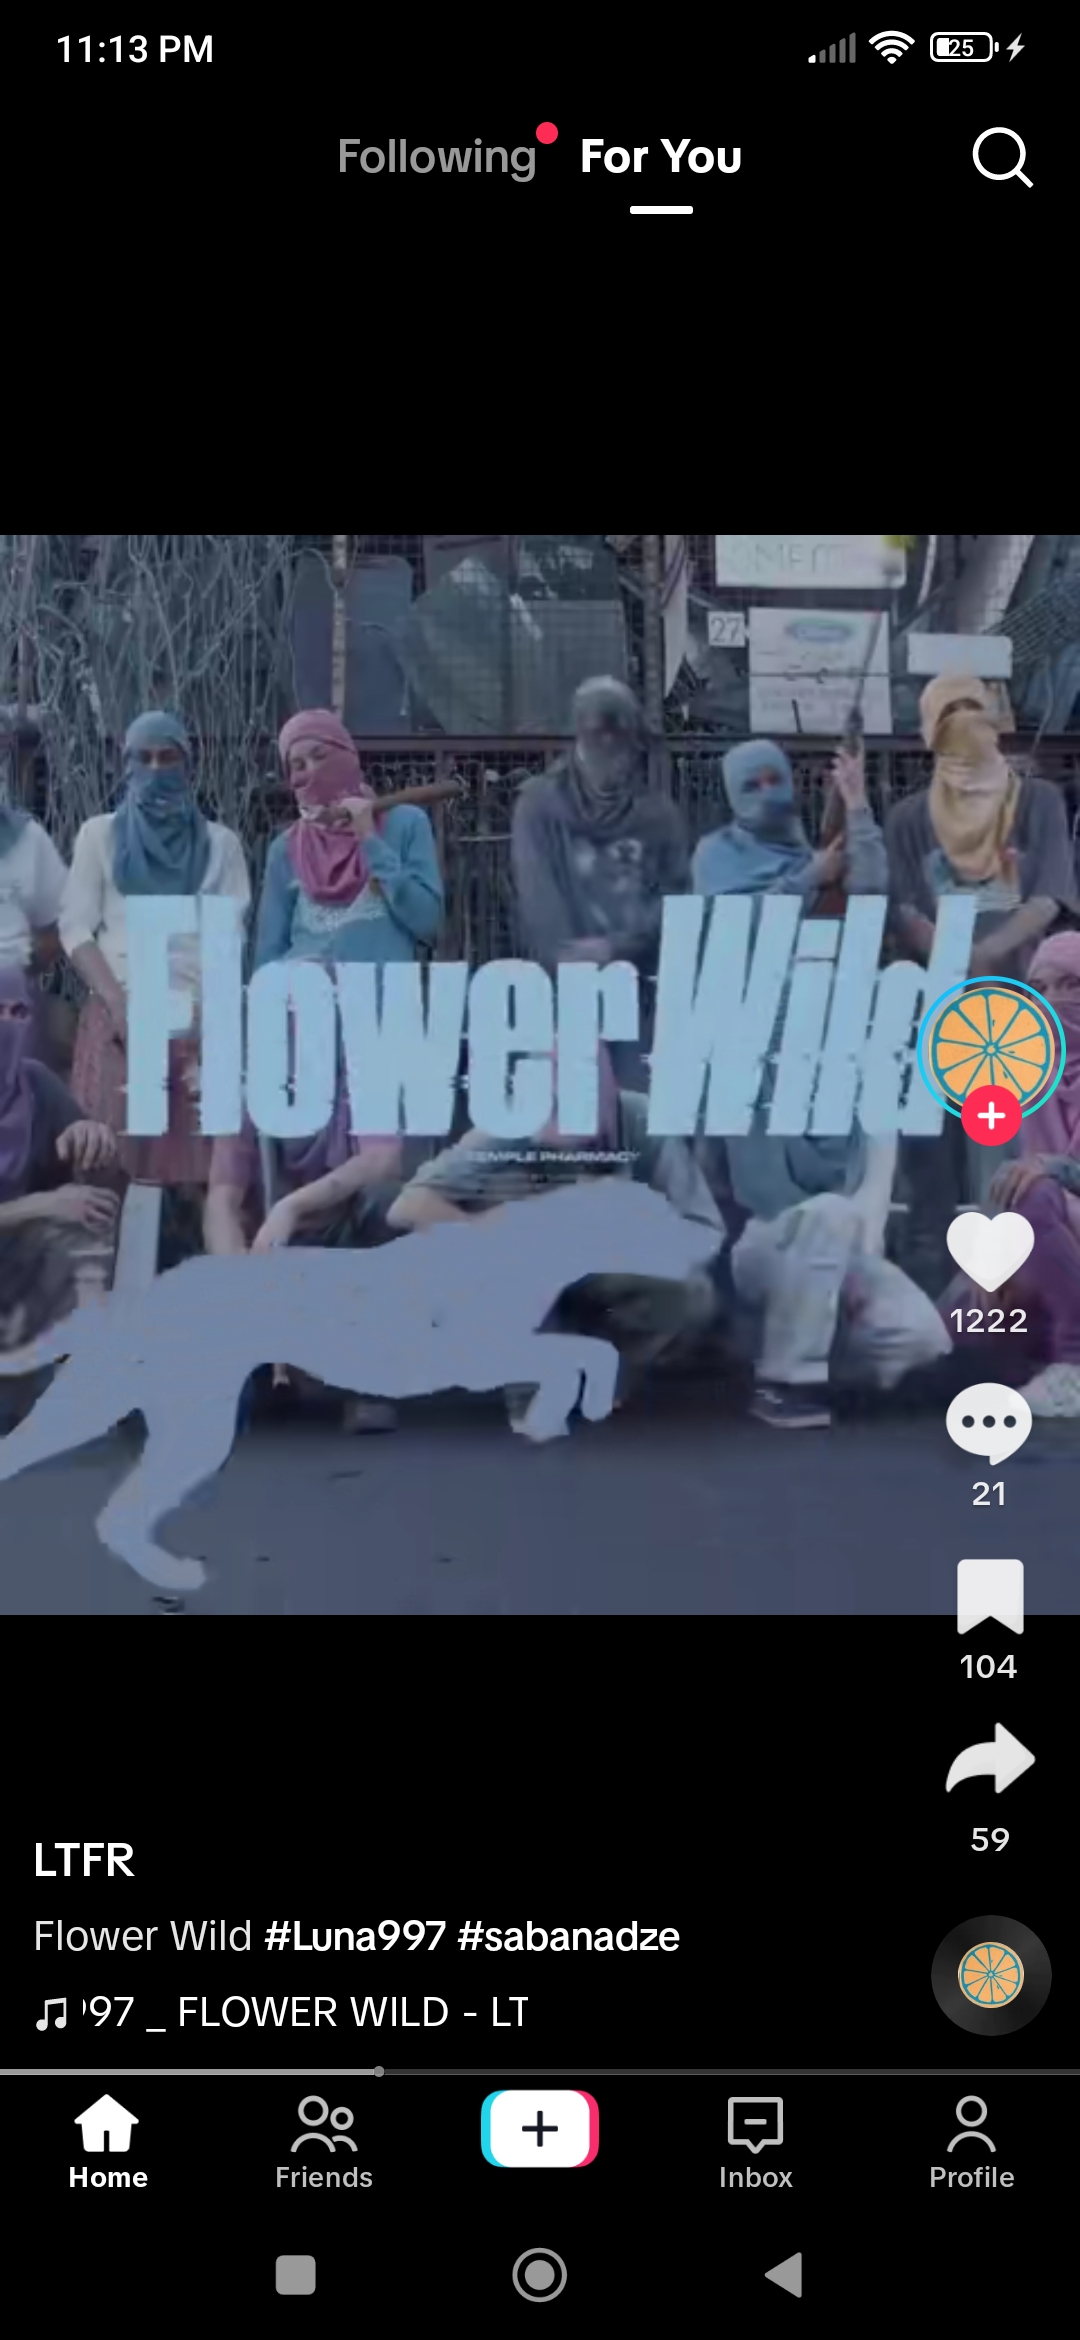 11:13 PM
25
Following
For You
27
Flower Wild
TEMPLE PHARMACY
1222
21
104
59
LTFR
Flower Wild #Luna997 #sabanadze
97 _ FLOWER WILD - LT
Home
Friends
Inbox
Profile